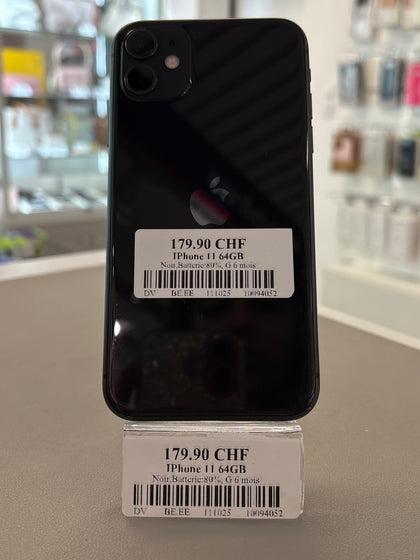 179.90 CHF
IPhone 11 64GB
Noir,Batterie:80%, G 6 mois
DV BE.EE 111025 10094052
179.90 CHF
IPhone 11 64GB
Noir,Batterie:80%, G 6 mois
DV BE.EE 111025 10094052